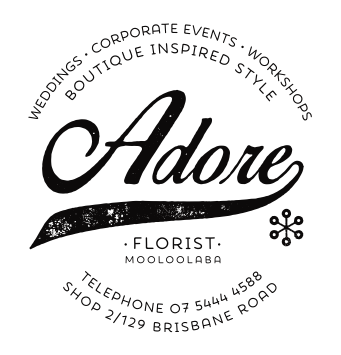 WEDDINGS · CORPORATE EVENTS · WORKSHOPS
BOUTIQUE INSPIRED STYLE
Adore
· FLORIST ·
MOOLOOLABA
TELEPHONE 07 5444 4588
SHOP 2/129 BRISBANE ROAD